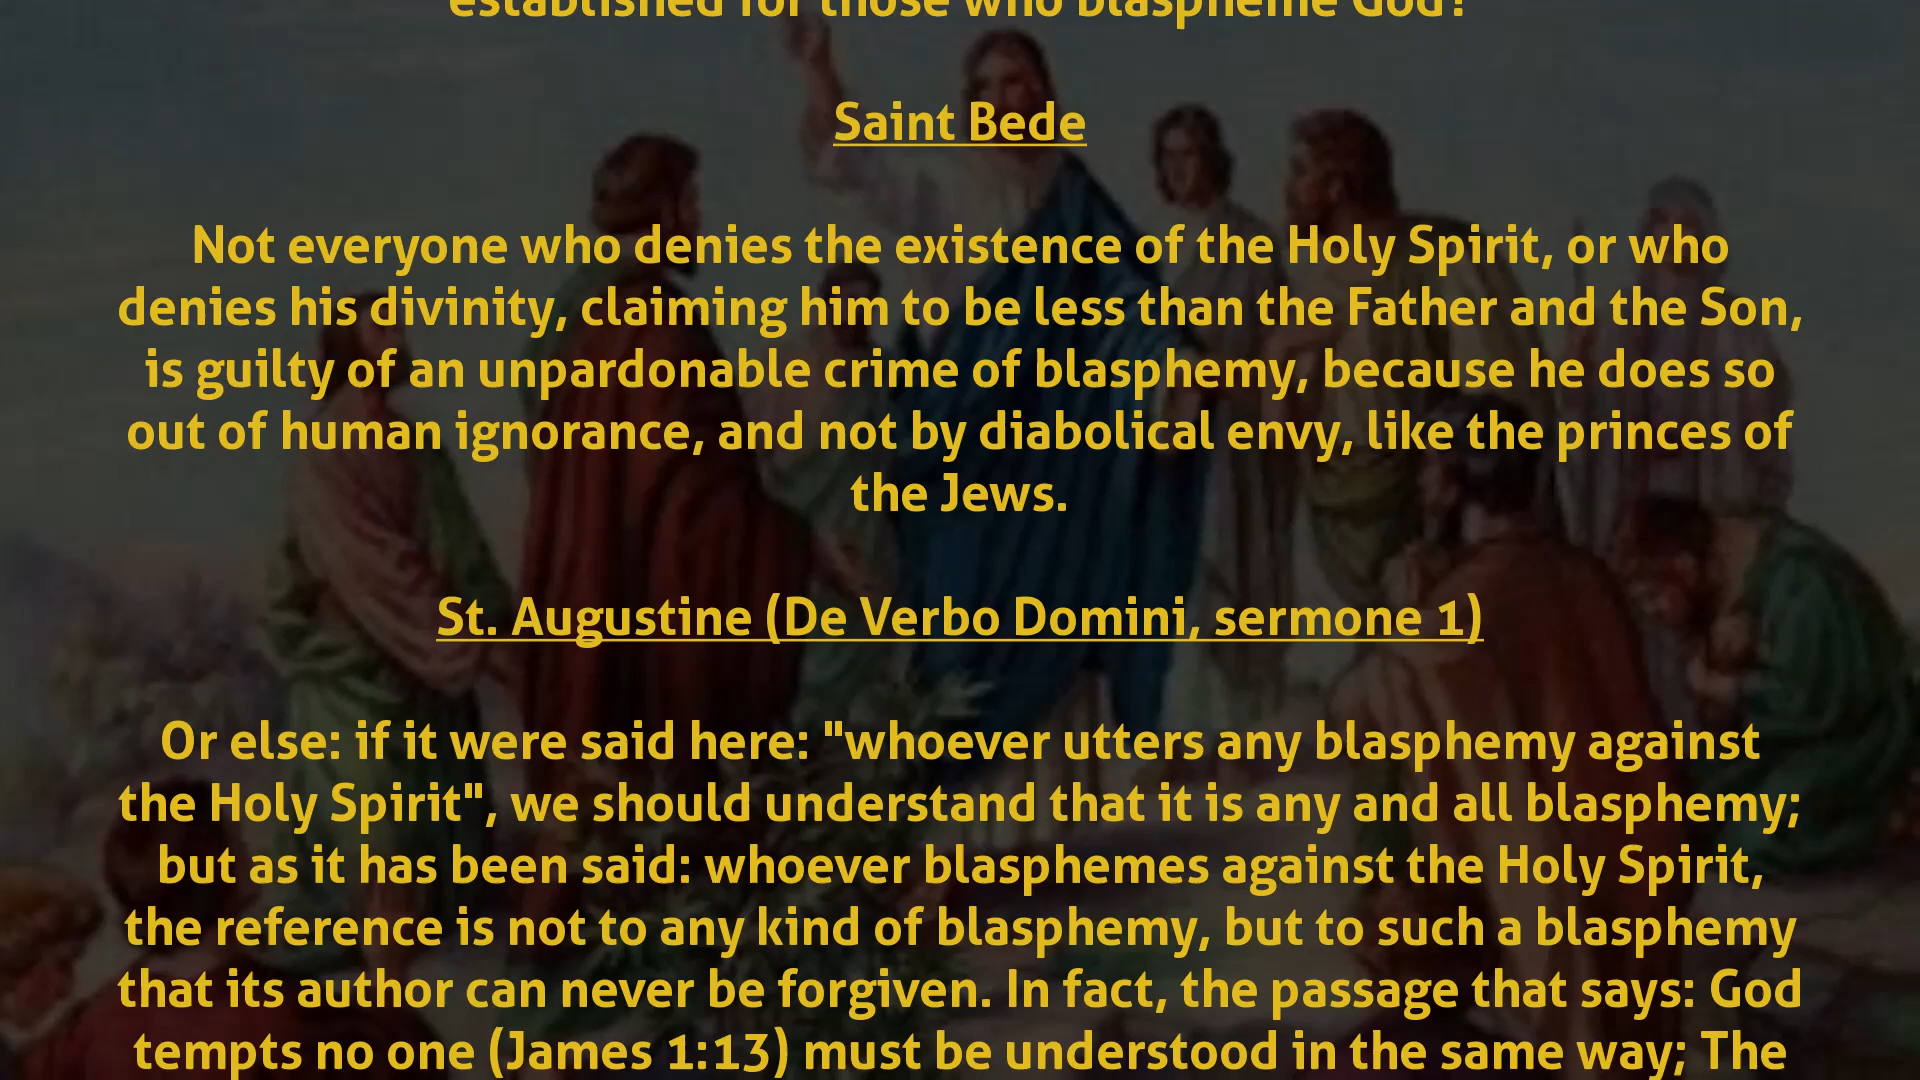 established for those who blaspheme God?
Saint Bede
Not everyone who denies the existence of the Holy Spirit, or who
denies his divinity, claiming him to be less than the Father and the Son,
is guilty of an unpardonable crime of blasphemy, because he does so
out of human ignorance, and not by diabolical envy, like the princes of
the Jews.
St. Augustine (De Verbo Domini, sermone 1)
Or else: if it were said here: "whoever utters any blasphemy against
the Holy Spirit", we should understand that it is any and all blasphemy;
but as it has been said: whoever blasphemes against the Holy Spirit,
the reference is not to any kind of blasphemy, but to such a blasphemy
that its author can never be forgiven. In fact, the passage that says: God
tempts no one (James 1:13) must be understood in the same way; The